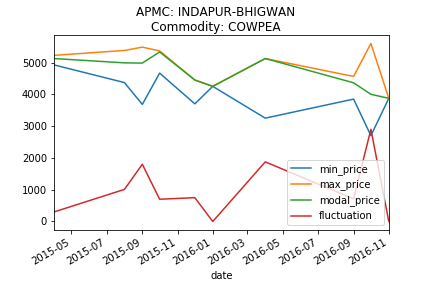 APMC: INDAPUR-BHIGWAN
Commodity: COWPEA
5000
4000
3000
2000
1000
0
min_price
max_price
modal_price
fluctuation
2015-05
2015-07
2015-09
2015-11
2016-01
2016-03
2016-05
2016-07
2016-09
2016-11
date